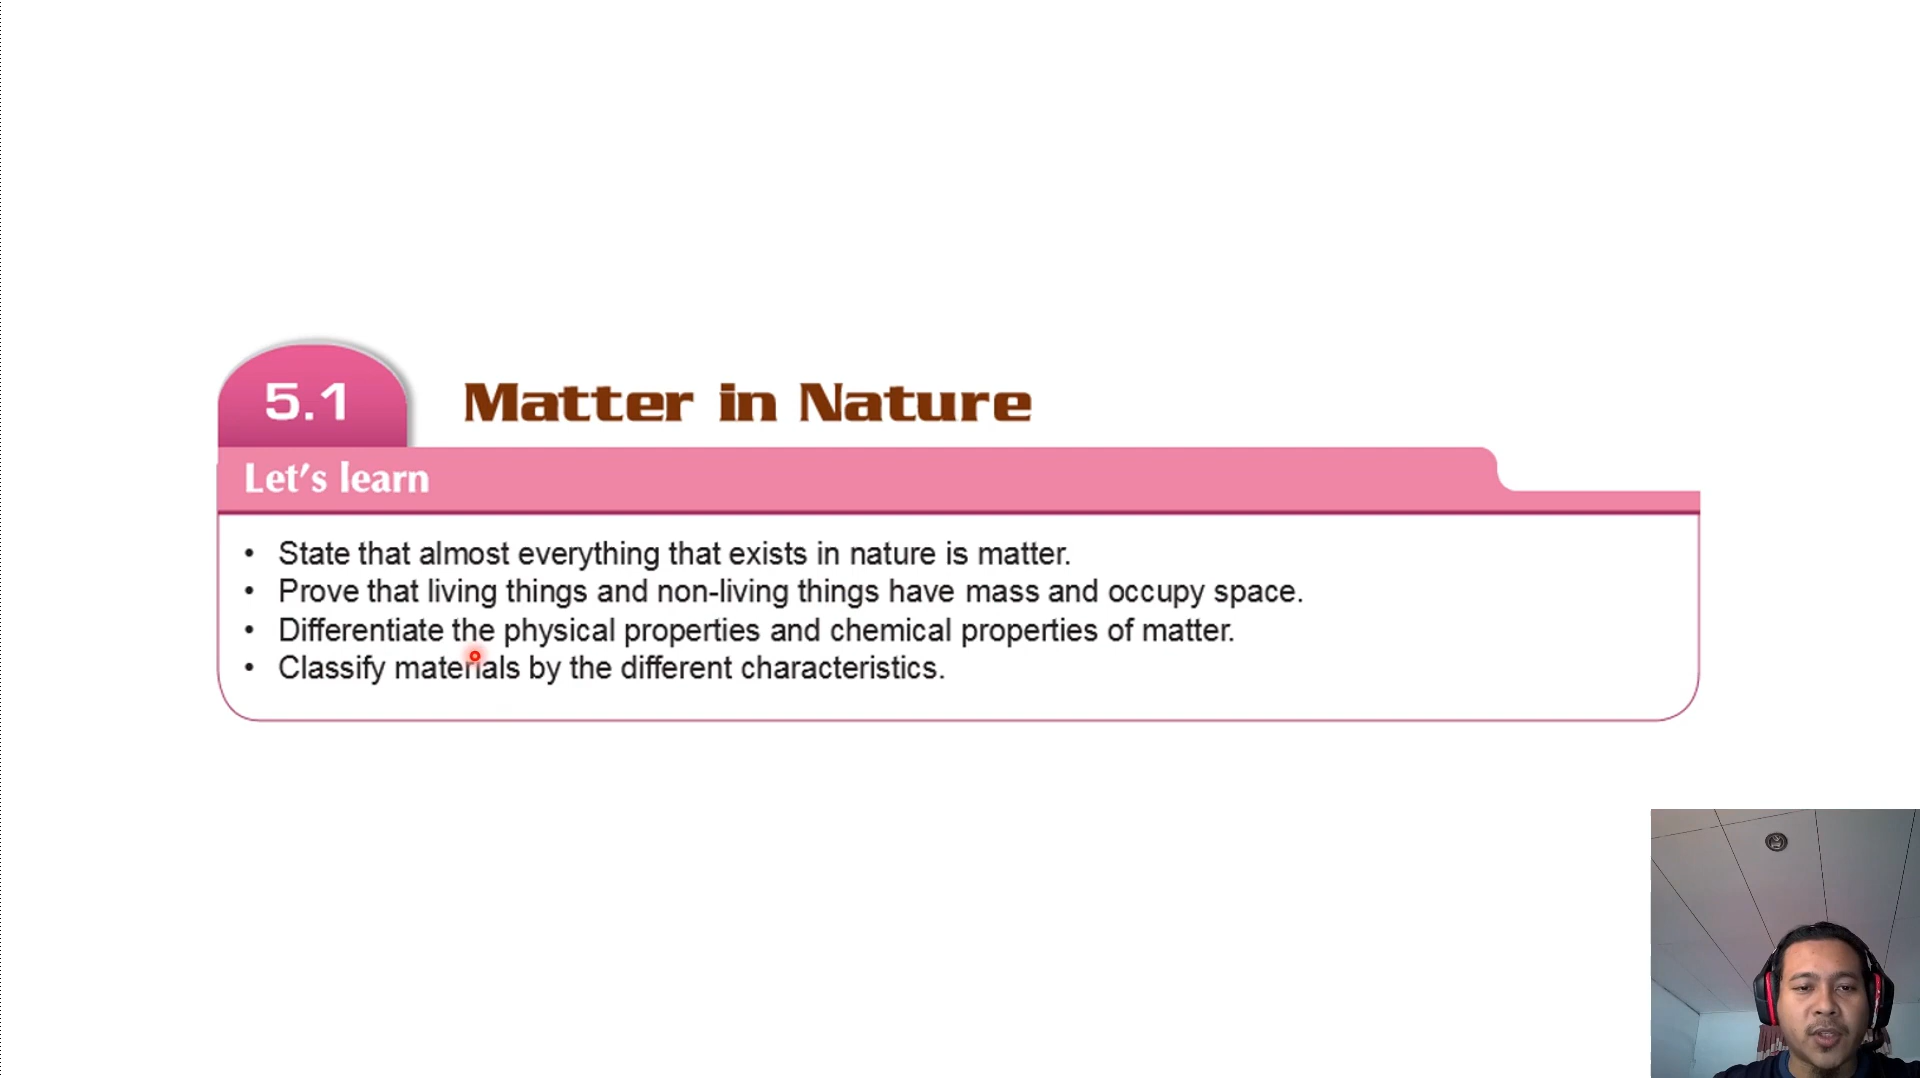 5.1 Matter in Nature
Let's learn
• State that almost everything that exists in nature is matter.
• Prove that living things and non-living things have mass and occupy space.
• Differentiate the physical properties and chemical properties of matter.
• Classify materials by the different characteristics.